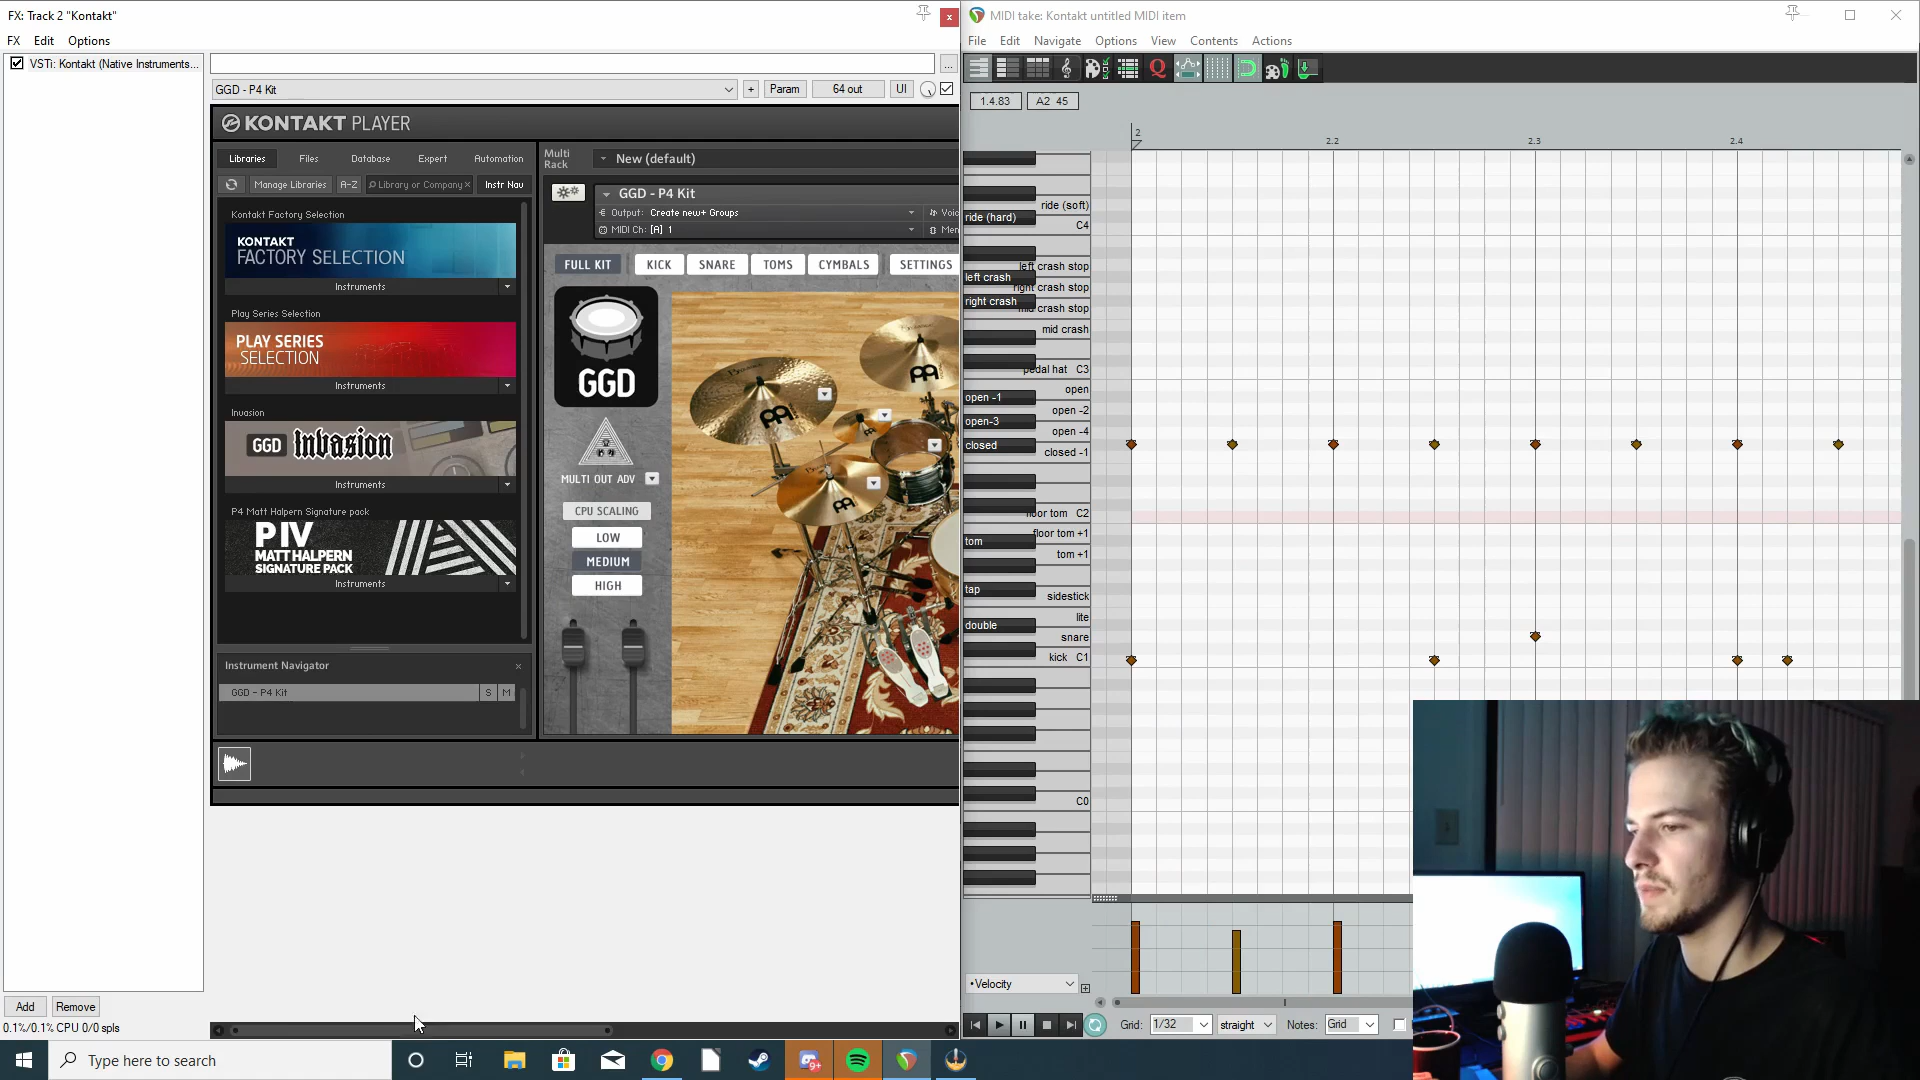 FX: Track 2 "Kontakt"
FX Edit Options
VSTi: Kontakt (Native Instruments...
...
GGD - P4 Kit
+ Param 64 out UI
KONTAKT PLAYER
Libraries Files Database Expert Automation
Manage Libraries A-Z Library or Company Instr Nav
Kontakt Factory Selection
KONTAKT
FACTORY SELECTION
Instruments
Play Series Selection
PLAY SERIES
SELECTION
Instruments
Invasion
GGD Invasion
Instruments
P4 Matt Halpern Signature pack
PIV
MATT HALPERN
SIGNATURE PACK
Instruments
Instrument Navigator
GGD - P4 Kit S M
Multi
Rack
New (default)
GGD - P4 Kit
Output: Create new+ Groups
MIDI Ch: [A] 1
FULL KIT KICK SNARE TOMS CYMBALS SETTINGS
GGD
MULTI OUT ADV
CPU SCALING
LOW
MEDIUM
HIGH
Add Remove
0.1%/0.1% CPU 0/0 spls
MIDI take: Kontakt untitled MIDI item
File Edit Navigate Options View Contents Actions
1.4.83 A2 45
2 2.2 2.3 2.4
ride (soft)
ride (hard)
C4
left crash stop
left crash
right crash stop
right crash
mid crash stop
mid crash
pedal hat C3
open
open -1
open -2
open-3
open -4
closed
closed -1
floor tom C2
floor tom +1
tom
tom +1
tap
sidestick
lite
double
snare
kick C1
C0
•Velocity
Grid: 1/32 straight Notes: Grid
Type here to search
9+